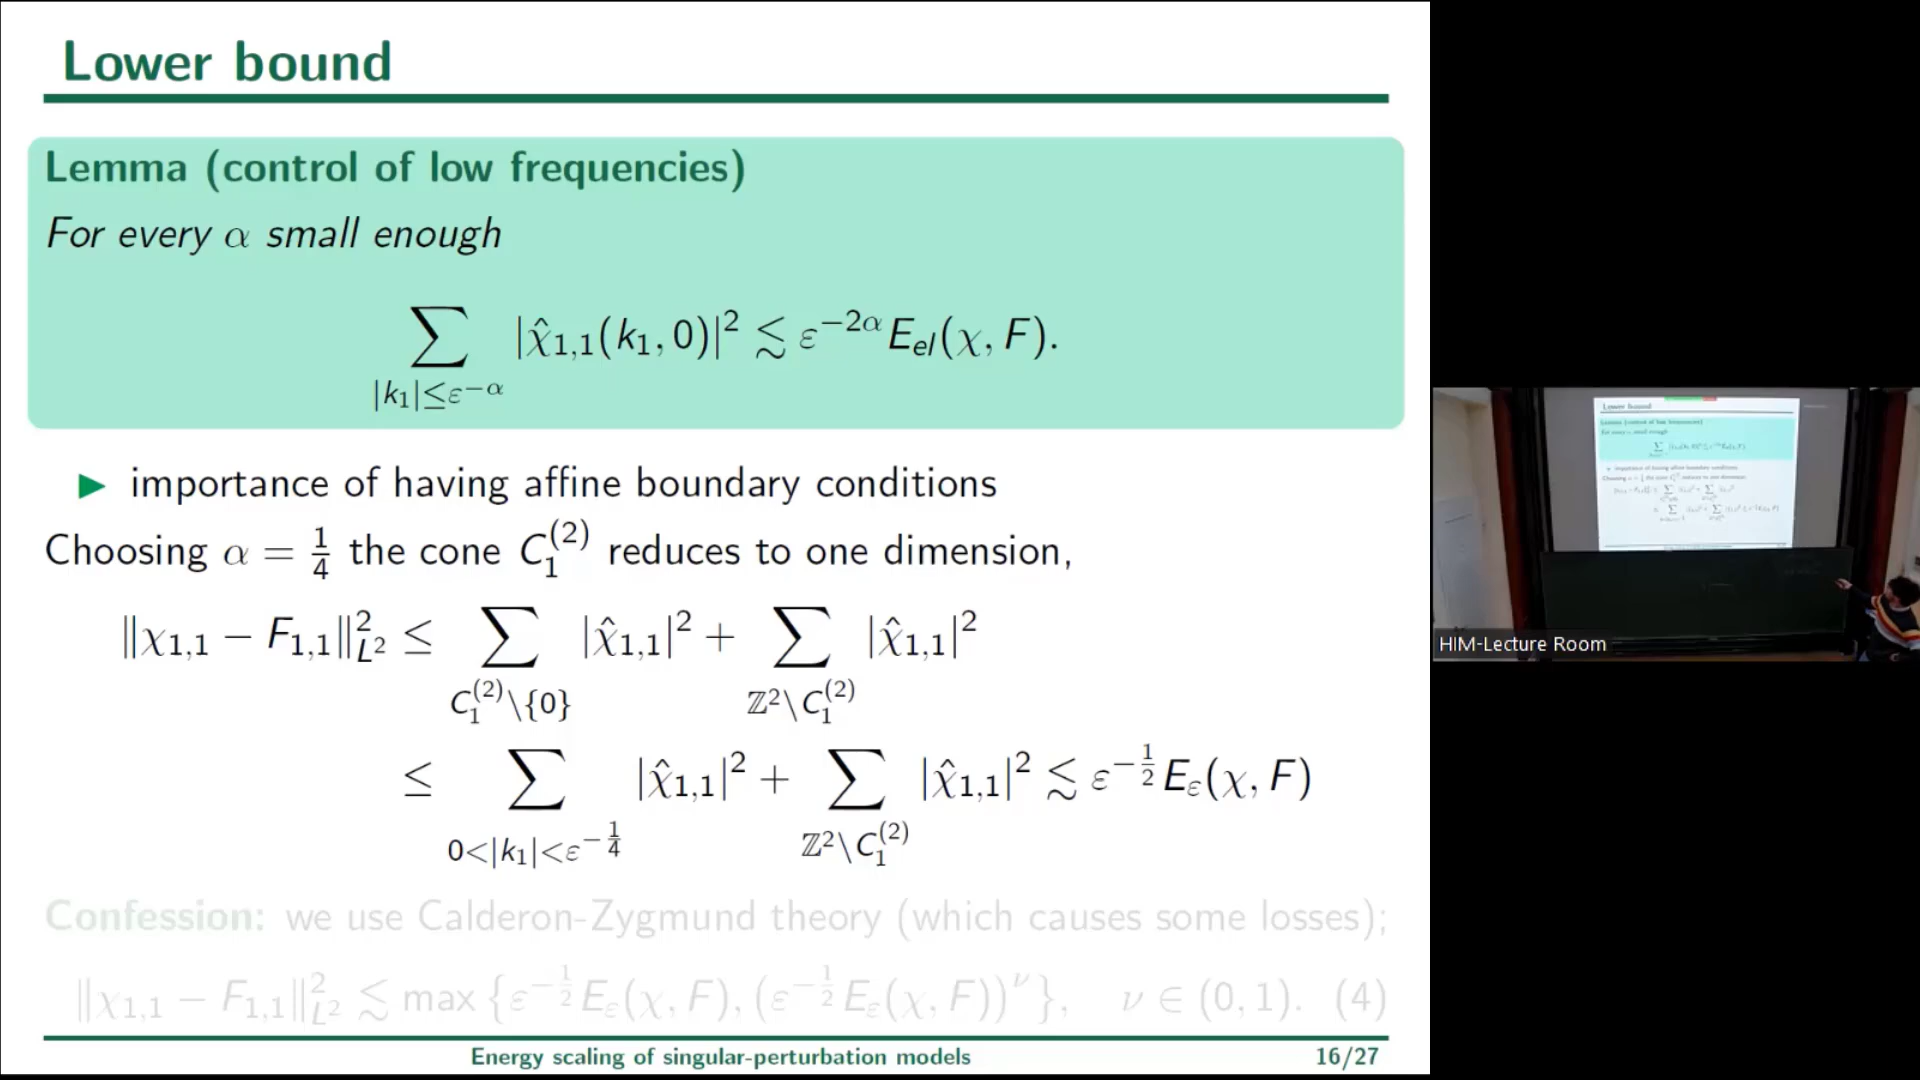 Lower bound
Lemma (control of low frequencies)
For every α small enough
∑_{|k₁|≤ε^{−α}} |χ̂₁,₁(k₁, 0)|² ≲ ε^{−2α} E_{el}(χ, F).
▶ importance of having affine boundary conditions
Choosing α = 1/4 the cone C₁^{(2)} reduces to one dimension,
‖χ₁,₁ − F₁,₁‖²_{L²} ≤ ∑_{C₁^{(2)}\{0}} |χ̂₁,₁|² + ∑_{ℤ²\C₁^{(2)}} |χ̂₁,₁|²
≤ ∑_{0<|k₁|<ε^{−1/4}} |χ̂₁,₁|² + ∑_{ℤ²\C₁^{(2)}} |χ̂₁,₁|² ≲ ε^{−1/2} E_ε(χ, F)
Confession: we use Calderon-Zygmund theory (which causes some losses);
‖χ₁,₁ − F₁,₁‖²_{L²} ≲ max {ε^{−1/2} E_ε(χ, F), (ε^{−1/2} E_ε(χ, F))^ν}, ν ∈ (0, 1). (4)
Energy scaling of singular-perturbation models 16/27
HIM-Lecture Room
Lower bound